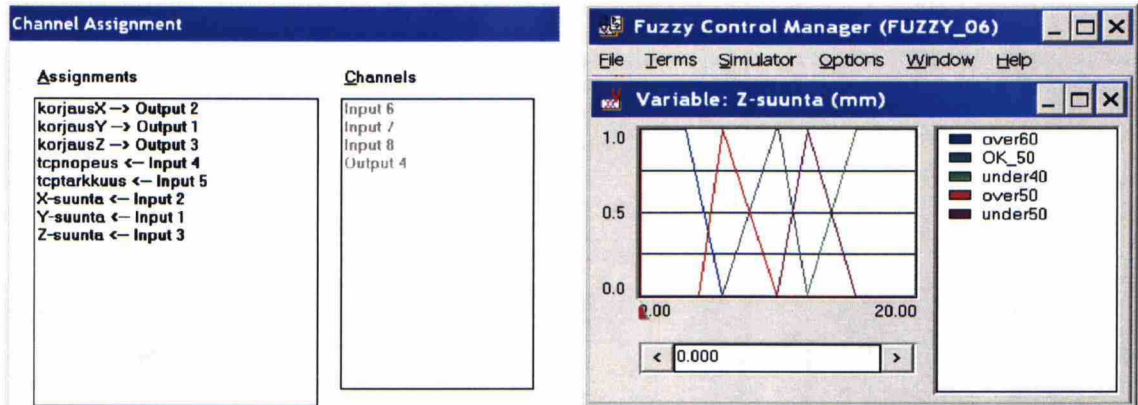 Channel Assignment
Assignments
korjausX –> Output 2
korjausY –> Output 1
korjausZ –> Output 3
tcpnopeus <– Input 4
tcptarkkuus <– Input 5
X-suunta <– Input 2
Y-suunta <– Input 1
Z-suunta <– Input 3
Channels
Input 6
Input 7
Input 8
Output 4
Fuzzy Control Manager (FUZZY_06)
File Terms Simulator Options Window Help
Variable: Z-suunta (mm)
1.0
0.5
0.0
0.00 20.00
< 0.000 >
over60
OK_50
under40
over50
under50